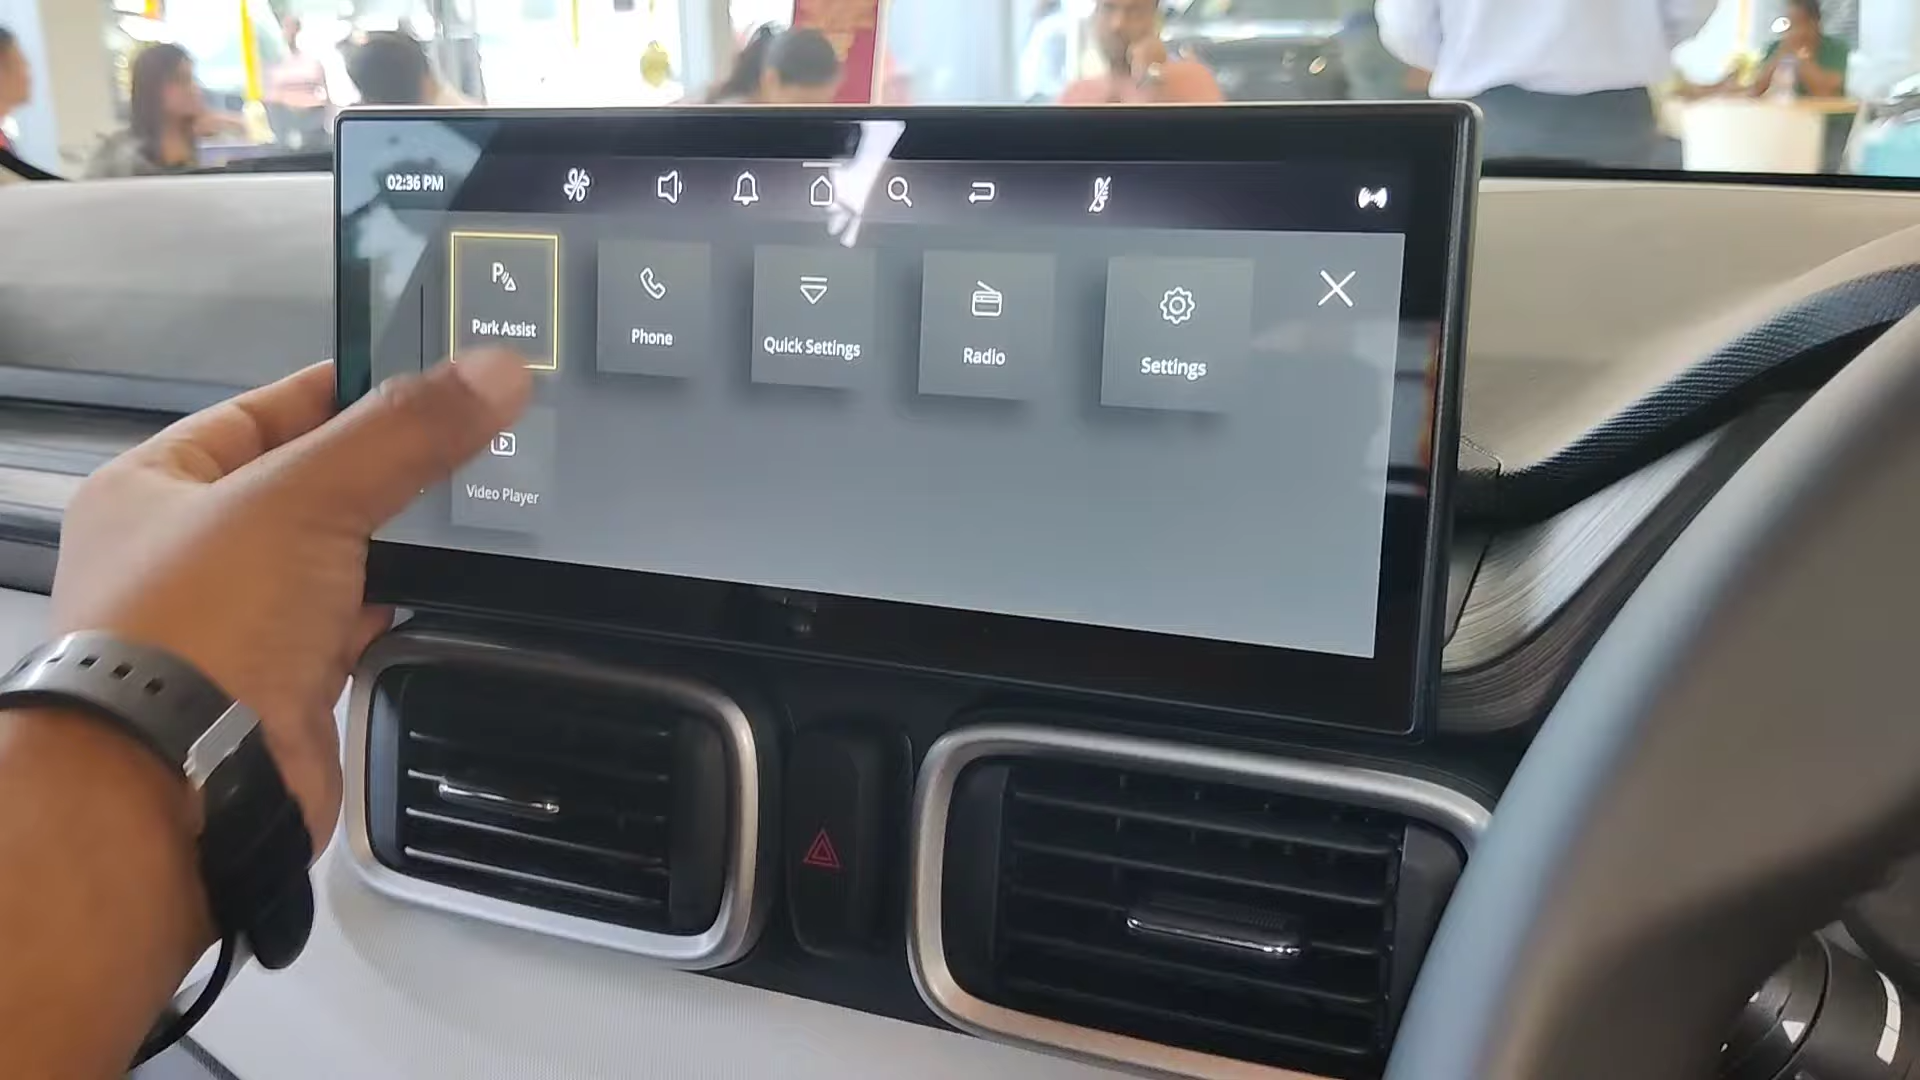 02:36 PM
Park Assist
Phone
Quick Settings
Radio
Settings
Video Player